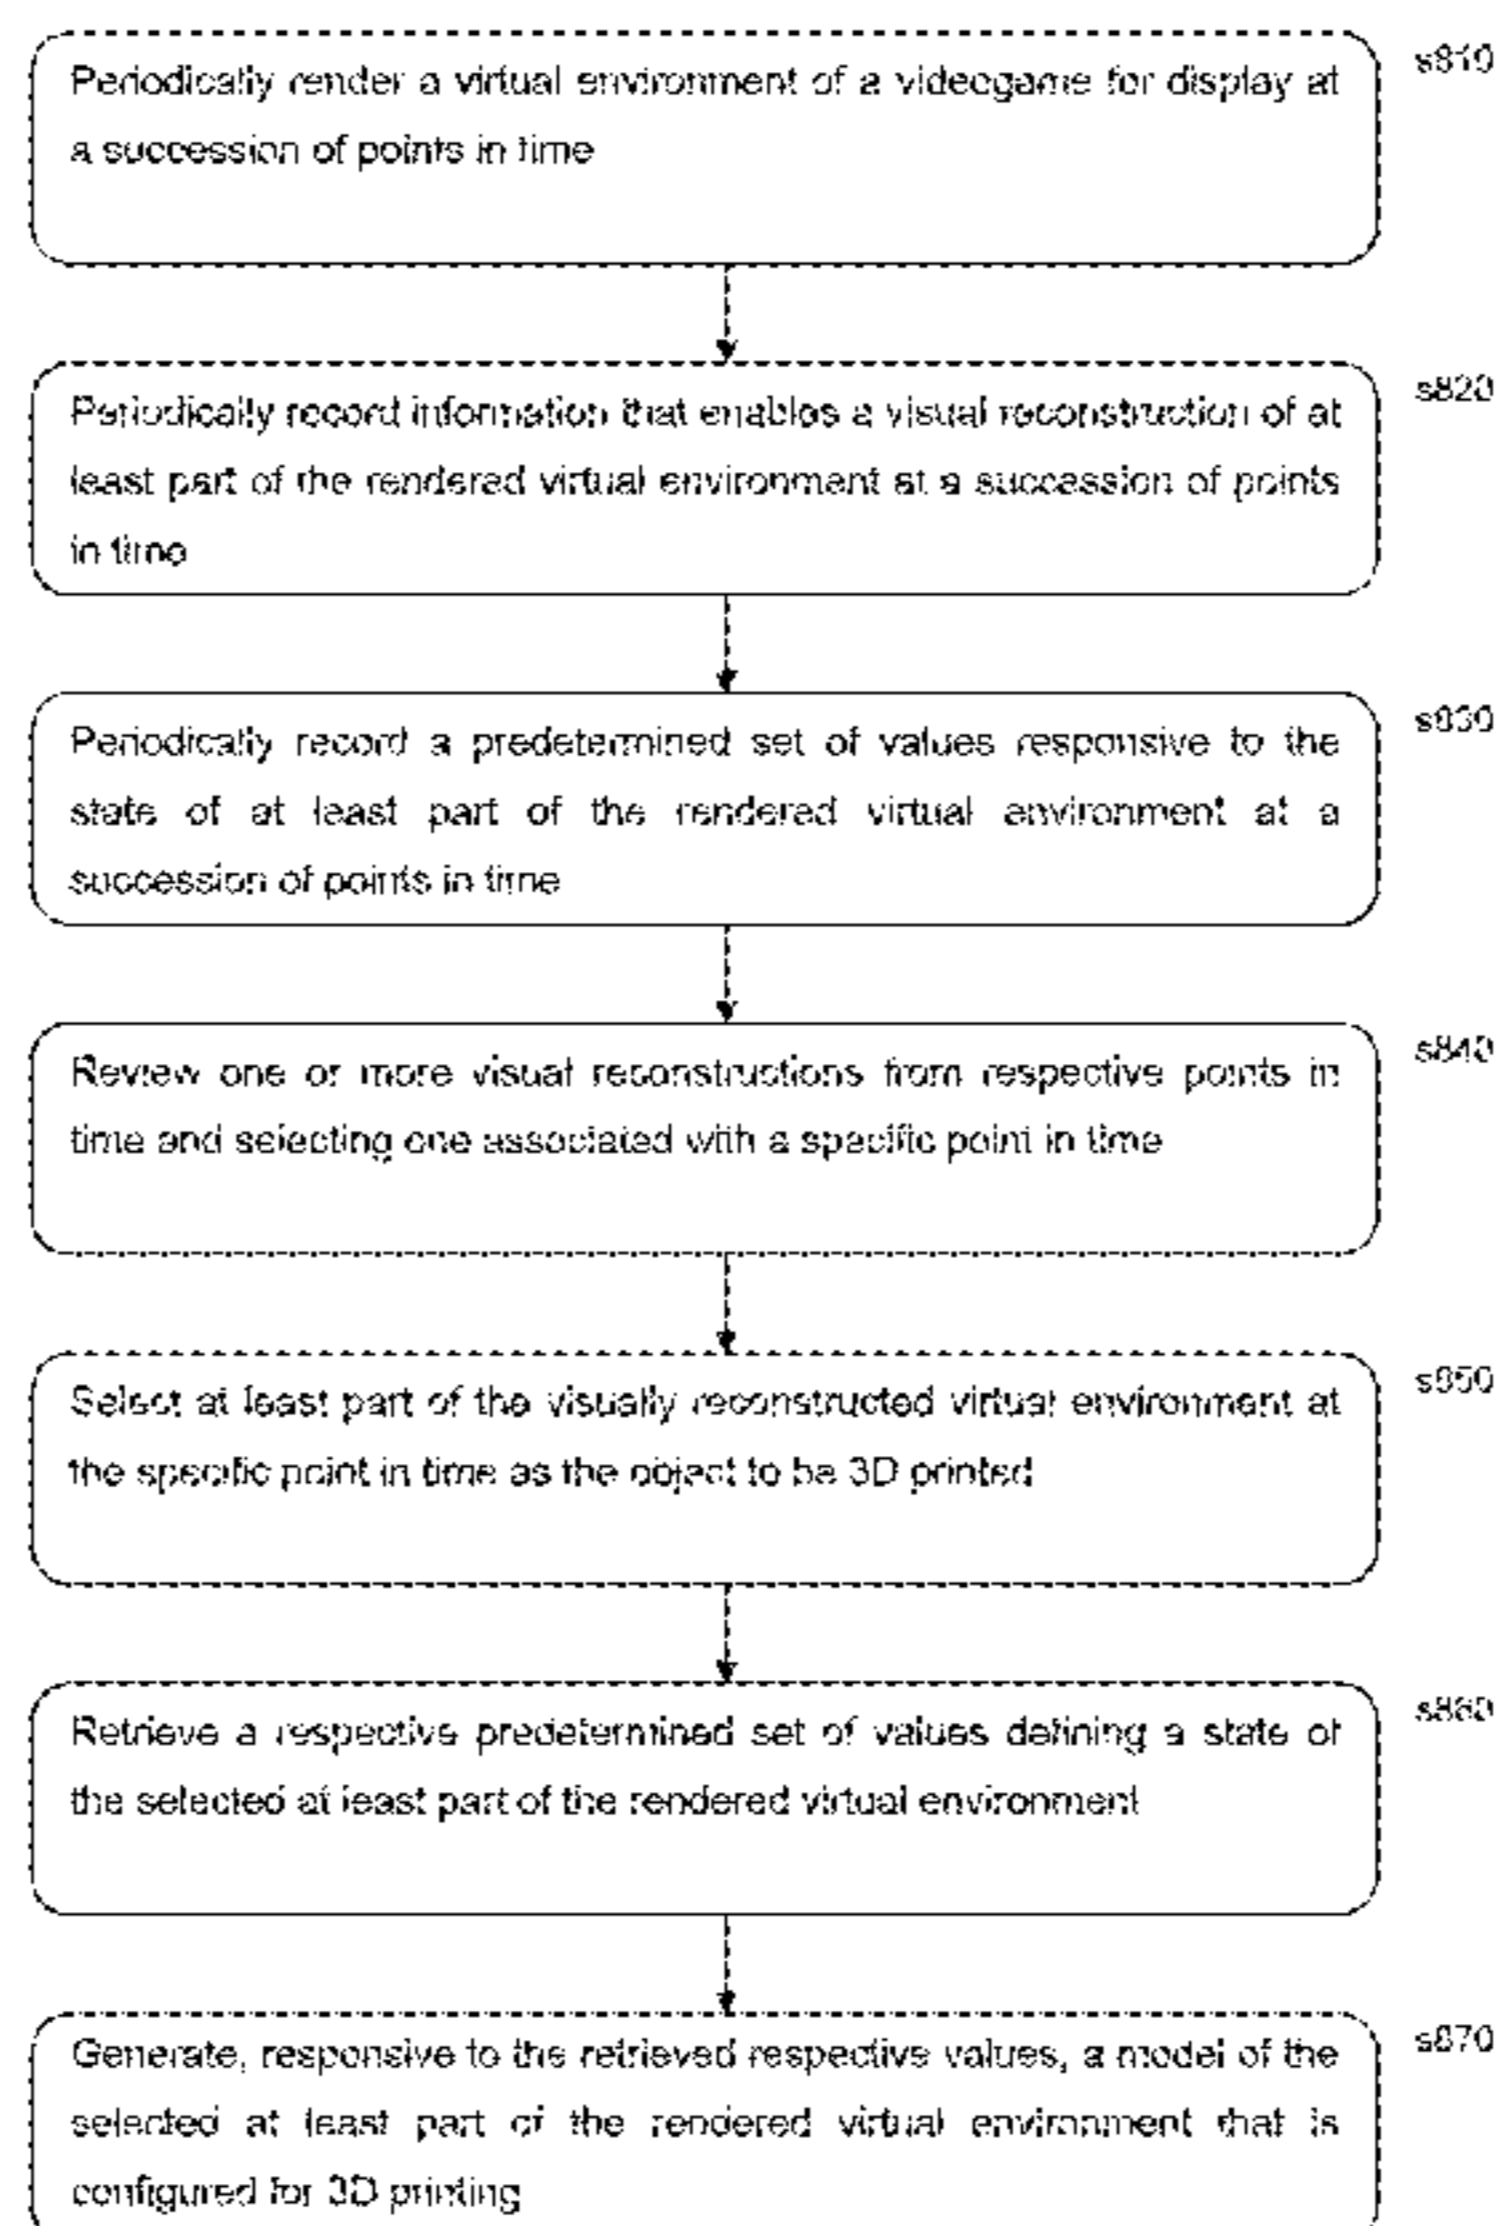 Periodically render a virtual environment of a videogame for display at
a succession of points in time
s810
Periodically record information that enables a visual reconstruction of at
least part of the rendered virtual environment at a succession of points
in time
s820
Periodically record a predetermined set of values responsive to the
state of at least part of the rendered virtual environment at a
succession of points in time
s830
Review one or more visual reconstructions from respective points in
time and selecting one associated with a specific point in time
s840
Select at least part of the visually reconstructed virtual environment at
the specific point in time as the object to be 3D printed
s850
Retrieve a respective predetermined set of values defining a state of
the selected at least part of the rendered virtual environment
s860
Generate, responsive to the retrieved respective values, a model of the
selected at least part of the rendered virtual environment that is
configured for 3D printing
s870